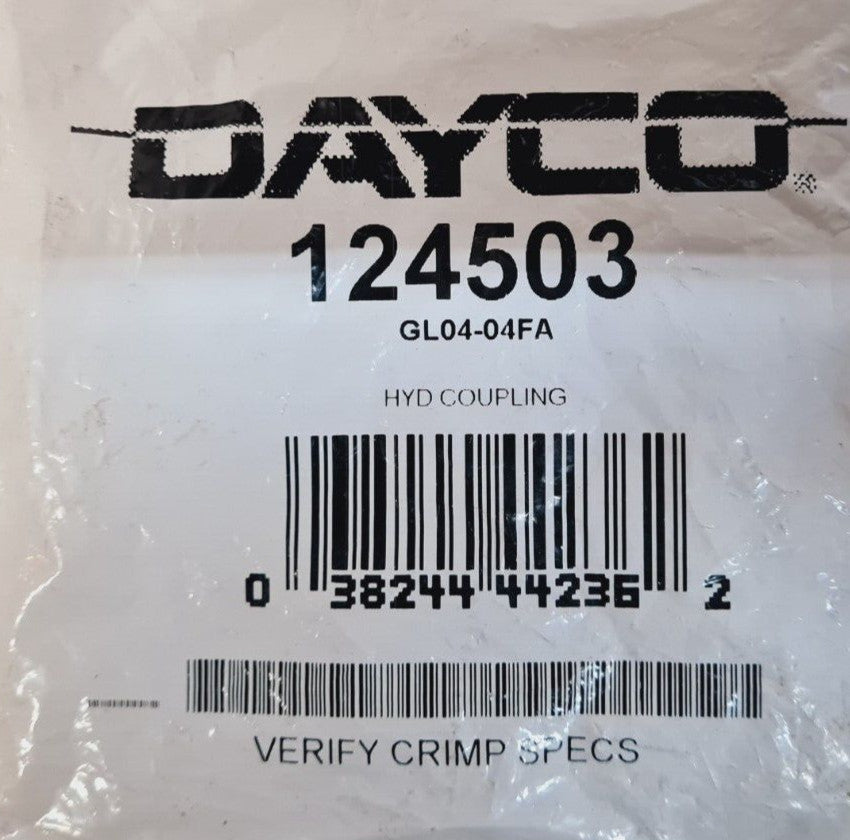 DAYCO®
124503
GL04-04FA
HYD COUPLING
0 38244 44236 2
VERIFY CRIMP SPECS